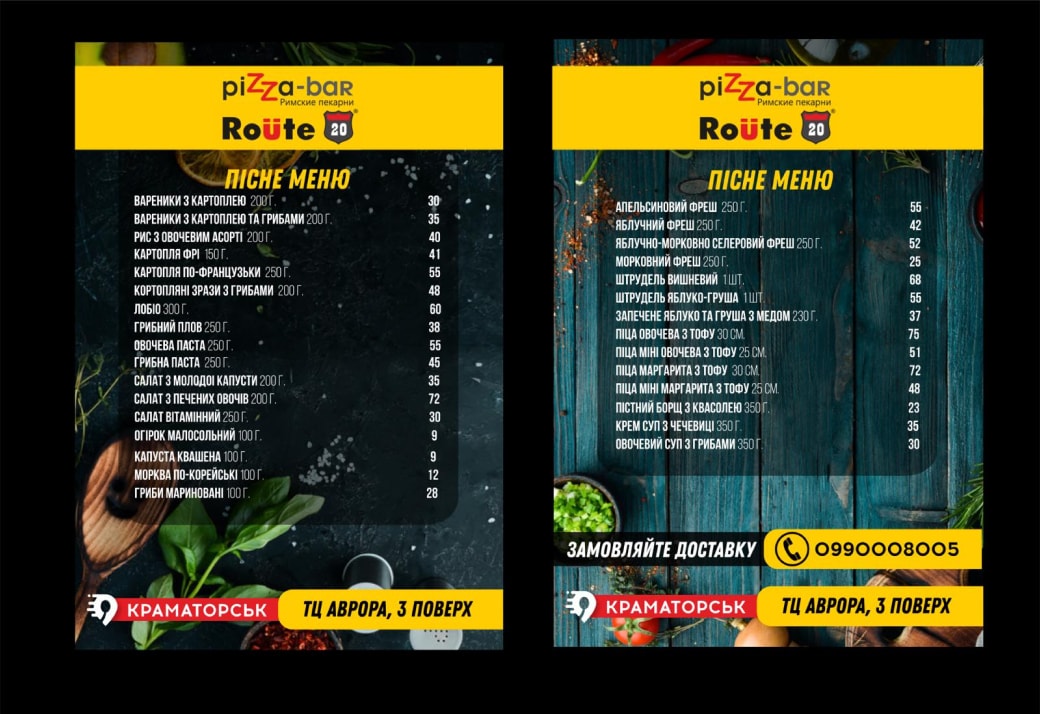 pizza-bar
Римские пекарни
Roüte 20
ПІСНЕ МЕНЮ
ВАРЕНИКИ З КАРТОПЛЕЮ 200 Г. 30
ВАРЕНИКИ З КАРТОПЛЕЮ ТА ГРИБАМИ 200 Г. 35
РИС З ОВОЧЕВИМ АСОРТІ 200 Г. 40
КАРТОПЛЯ ФРІ 150 Г. 41
КАРТОПЛЯ ПО-ФРАНЦУЗЬКИ 250 Г. 55
КОРТОПЛЯНІ ЗРАЗИ З ГРИБАМИ 200 Г. 48
ЛОБІО 300 Г. 60
ГРИБНИЙ ПЛОВ 250 Г. 38
ОВОЧЕВА ПАСТА 250 Г. 55
ГРИБНА ПАСТА 250 Г. 45
САЛАТ З МОЛОДОЇ КАПУСТИ 200 Г. 35
САЛАТ З ПЕЧЕНИХ ОВОЧІВ 200 Г. 72
САЛАТ ВІТАМІННИЙ 250 Г. 30
ОГІРОК МАЛОСОЛЬНИЙ 100 Г. 9
КАПУСТА КВАШЕНА 100 Г. 9
МОРКВА ПО-КОРЕЙСЬКІ 100 Г. 12
ГРИБИ МАРИНОВАНІ 100 Г. 28
КРАМАТОРСЬК ТЦ АВРОРА, 3 ПОВЕРХ
pizza-bar
Римские пекарни
Roüte 20
ПІСНЕ МЕНЮ
АПЕЛЬСИНОВИЙ ФРЕШ 250 Г. 55
ЯБЛУЧНИЙ ФРЕШ 250 Г. 42
ЯБЛУЧНО-МОРКОВНО СЕЛЕРОВИЙ ФРЕШ 250 Г. 52
МОРКОВНИЙ ФРЕШ 250 Г. 25
ШТРУДЕЛЬ ВИШНЕВИЙ 1 ШТ. 68
ШТРУДЕЛЬ ЯБЛУКО-ГРУША 1 ШТ. 55
ЗАПЕЧЕНЕ ЯБЛУКО ТА ГРУША З МЕДОМ 230 Г. 37
ПІЦА ОВОЧЕВА З ТОФУ 30 СМ. 75
ПІЦА МІНІ ОВОЧЕВА З ТОФУ 25 СМ. 51
ПІЦА МАРГАРИТА З ТОФУ 30 СМ. 72
ПІЦА МІНІ МАРГАРИТА З ТОФУ 25 СМ. 48
ПІСТНИЙ БОРЩ З КВАСОЛЕЮ 350 Г. 23
КРЕМ СУП З ЧЕЧЕВИЦІ 350 Г. 35
ОВОЧЕВИЙ СУП З ГРИБАМИ 350 Г. 30
ЗАМОВЛЯЙТЕ ДОСТАВКУ 0990008005
КРАМАТОРСЬК ТЦ АВРОРА, 3 ПОВЕРХ